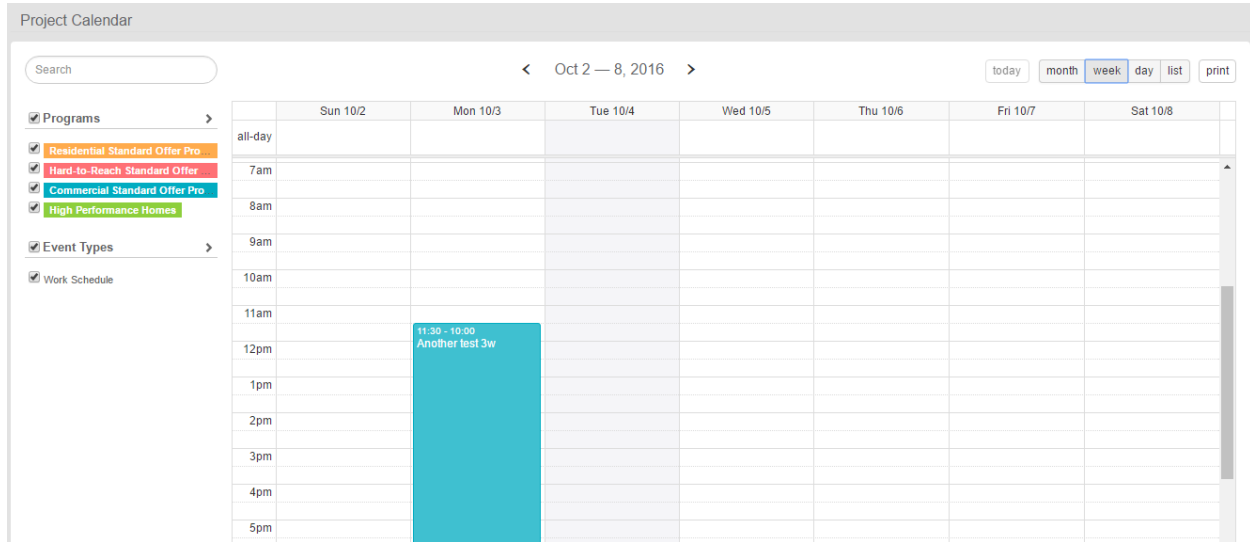 Project Calendar
Search
Oct 2 — 8, 2016
today month week day list print
Programs
Residential Standard Offer Pro...
Hard-to-Reach Standard Offer ...
Commercial Standard Offer Pro
High Performance Homes
Event Types
Work Schedule
Sun 10/2 Mon 10/3 Tue 10/4 Wed 10/5 Thu 10/6 Fri 10/7 Sat 10/8
all-day
7am
8am
9am
10am
11am
11:30 - 10:00
Another test 3w
12pm
1pm
2pm
3pm
4pm
5pm